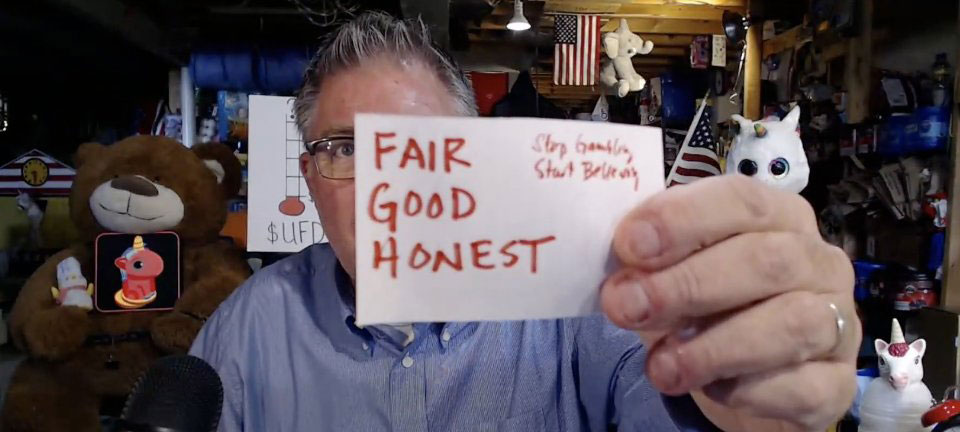 FAIR
GOOD
HONEST
Stop Gambling
Start Believing
$UFD